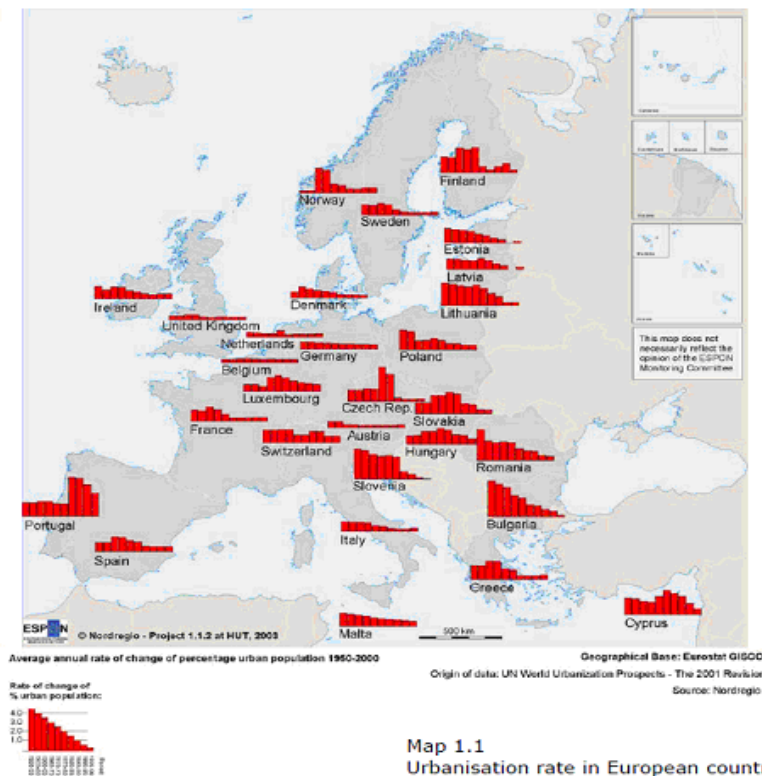 Norway
Finland
Sweden
Estonia
Latvia
Lithuania
Ireland
Denmark
United Kingdom
Netherlands
Germany
Poland
Belgium
Luxembourg
Czech Rep.
Slovakia
France
Austria
Switzerland
Hungary
Romania
Slovenia
Portugal
Bulgaria
Italy
Spain
Greece
Cyprus
Malta
This map does not
necessarily reflect the
opinion of the ESPON
Monitoring Committee
ESPON
© Nordregio - Project 1.1.2 at HUT, 2003
500 km
Average annual rate of change of percentage urban population 1950-2000
Geographical Base: Eurostat GISCO
Origin of data: UN World Urbanization Prospects - The 2001 Revision
Source: Nordregio
Rate of change of
% urban population:
4.0
3.0
2.0
1.0
Map 1.1
Urbanisation rate in European count